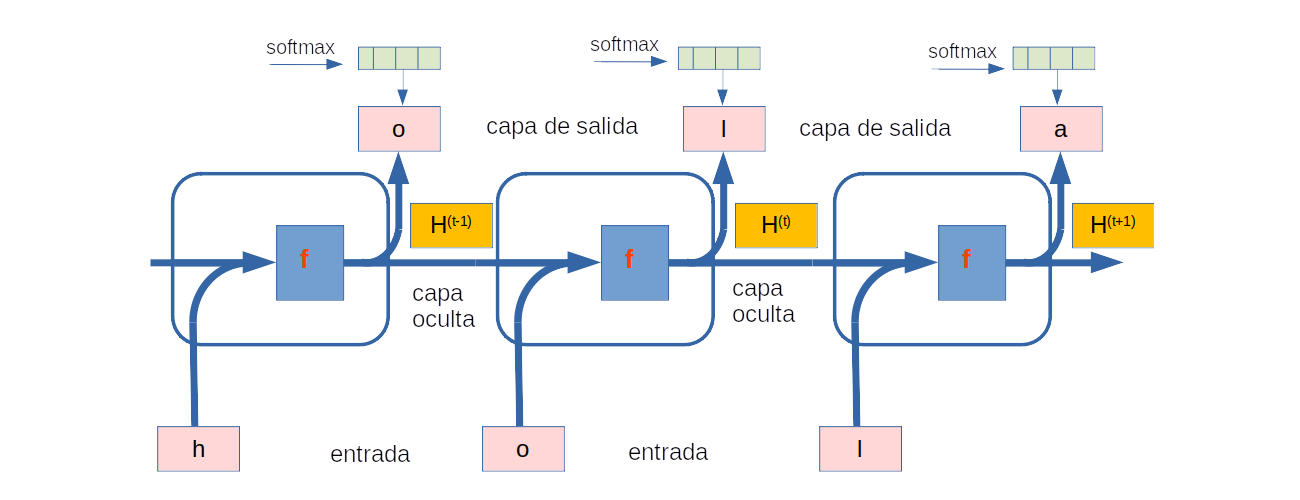 softmax
softmax
softmax
o
capa de salida
l
capa de salida
a
H(t-1)
H(t)
H(t+1)
f
f
f
capa
oculta
capa
oculta
h
entrada
o
entrada
l